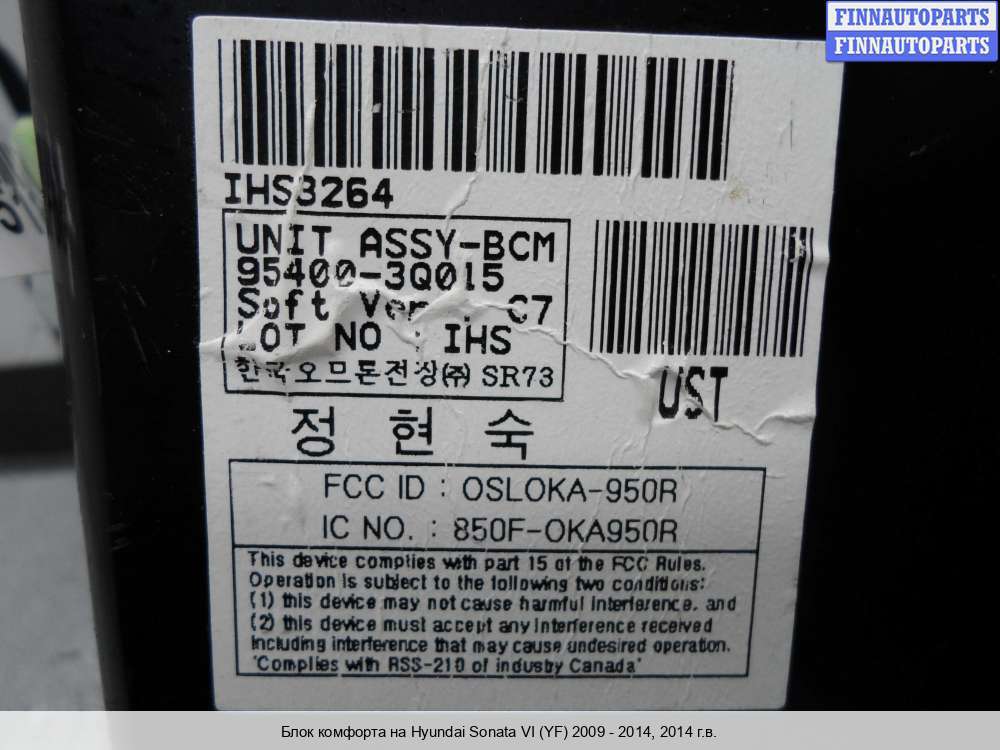 FINNAUTOPARTS
FINNAUTOPARTS
IHS3264
UNIT ASSY-BCM
95400-3Q015
Soft Ver. : C7
LOT NO : IHS
한국오므론전장(주) SR73
UST
정 현 숙
FCC ID : OSLOKA-950R
IC NO. : 850F-OKA950R
This device complies with part 15 of the FCC Rules.
Operation is subject to the following two conditions:
(1) this device may not cause harmful interference, and
(2) this device must accept any interference received
including interference that may cause undesired operation.
"Complies with RSS-210 of industry Canada"
Блок комфорта на Hyundai Sonata VI (YF) 2009 - 2014, 2014 г.в.